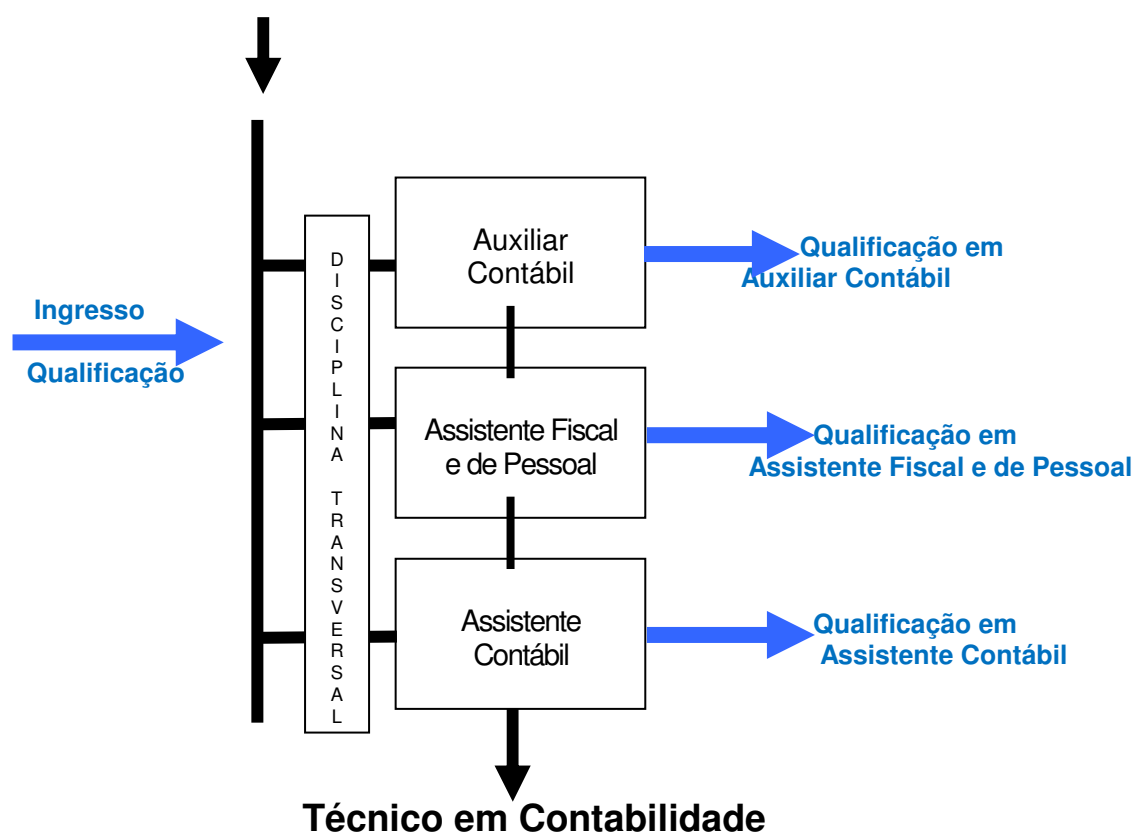 Auxiliar
Contábil
Qualificação em
Auxiliar Contábil
Ingresso
Qualificação
DISCIPLINA TRANSVERSAL
Assistente Fiscal
e de Pessoal
Qualificação em
Assistente Fiscal e de Pessoal
Assistente
Contábil
Qualificação em
Assistente Contábil
Técnico em Contabilidade